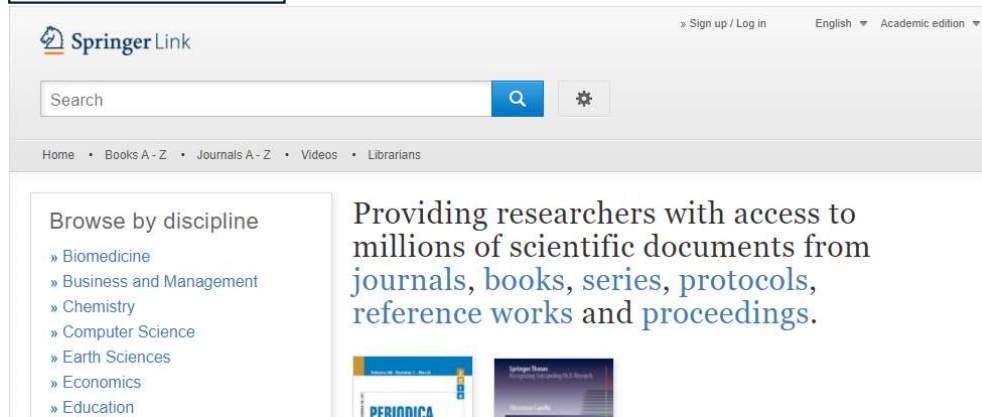 » Sign up / Log in English Academic edition
Springer Link
Search
Home • Books A - Z • Journals A - Z • Videos • Librarians
Browse by discipline
» Biomedicine
» Business and Management
» Chemistry
» Computer Science
» Earth Sciences
» Economics
» Education
Providing researchers with access to
millions of scientific documents from
journals, books, series, protocols,
reference works and proceedings.
PERIODICA
Springer Theses